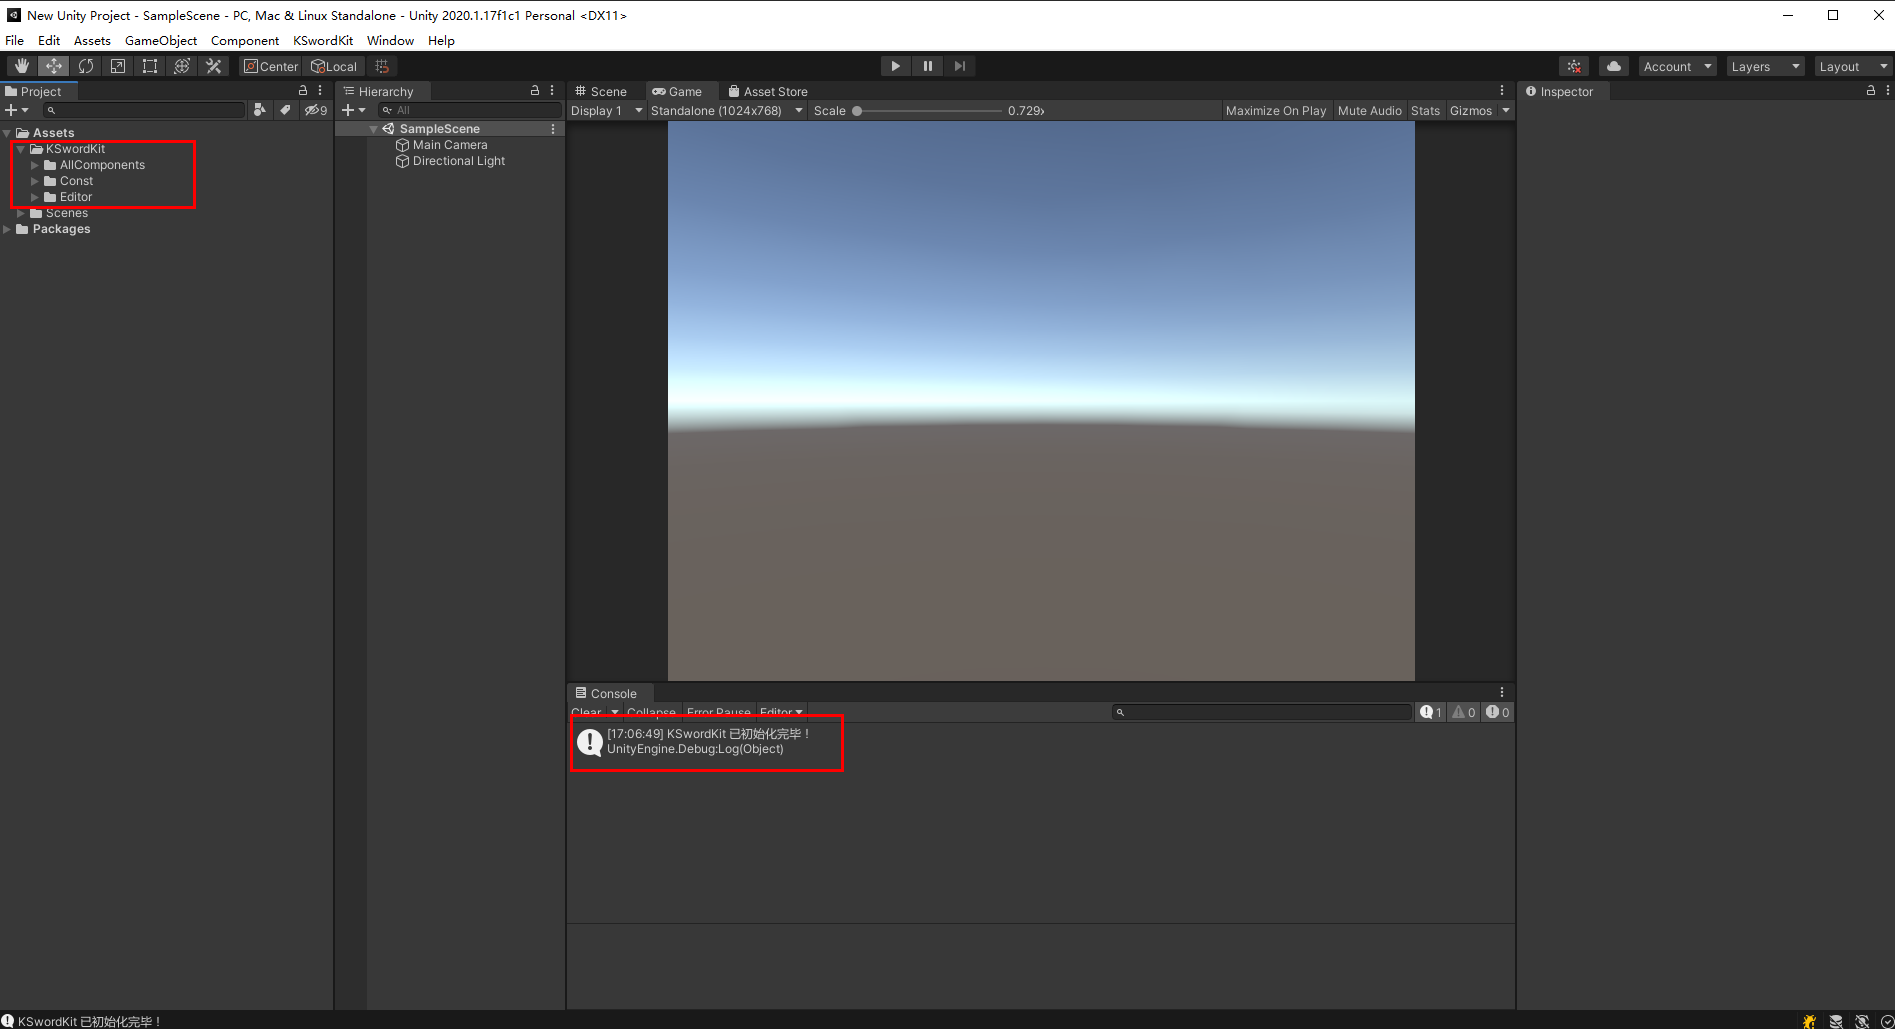 New Unity Project - SampleScene - PC, Mac & Linux Standalone - Unity 2020.1.17f1c1 Personal <DX11>
File Edit Assets GameObject Component KSwordKit Window Help
Center Local Account Layers Layout
Project
9
Assets
KSwordKit
AllComponents
Const
Editor
Scenes
Packages
Hierarchy
All
SampleScene
Main Camera
Directional Light
Scene Game Asset Store
Display 1 Standalone (1024x768) Scale 0.729x Maximize On Play Mute Audio Stats Gizmos
Console
Clear Collapse Error Pause Editor 1 0 0
[17:06:49] KSwordKit 已初始化完毕！
UnityEngine.Debug:Log(Object)
Inspector
KSwordKit 已初始化完毕！